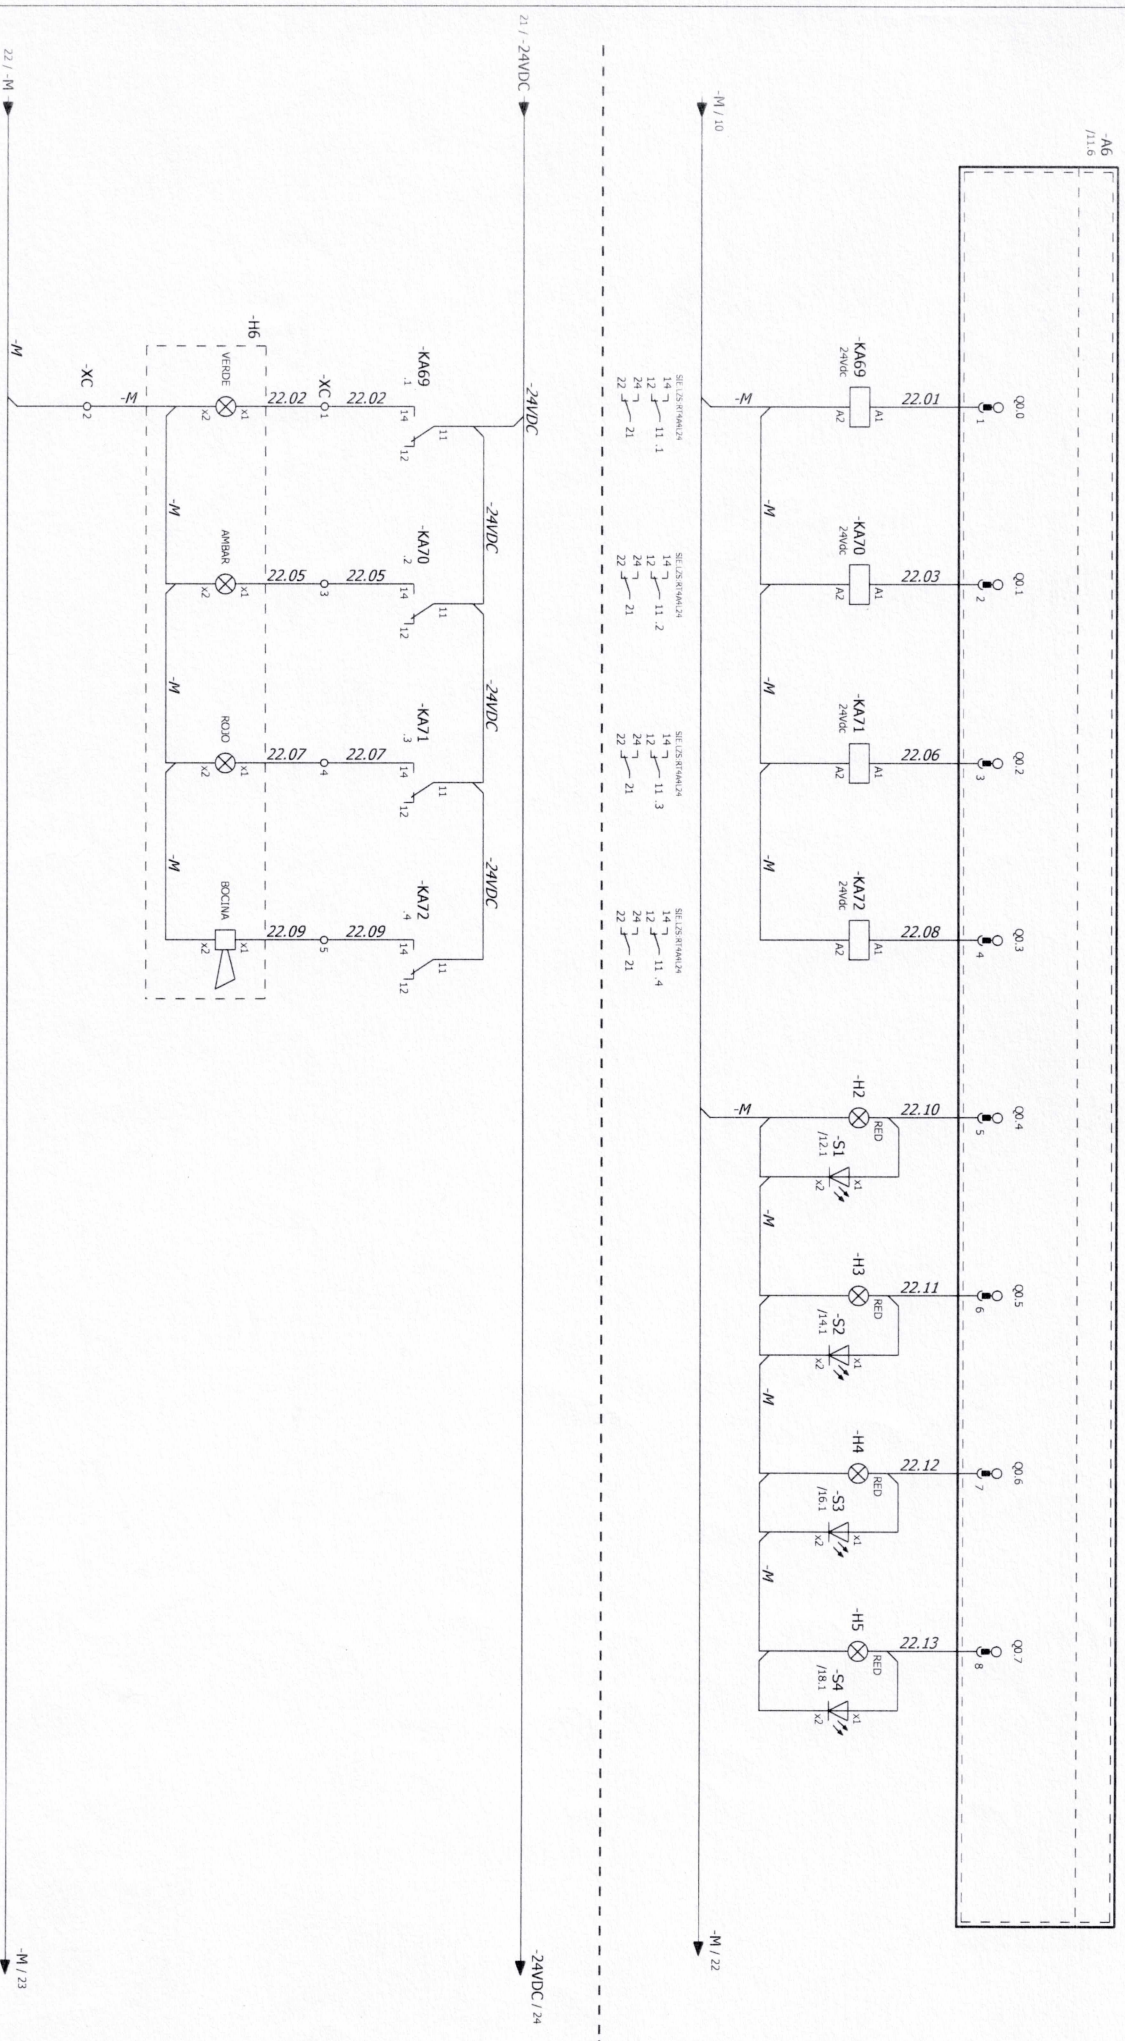 -A6
/11.6
Q0.0
Q0.1
Q0.2
Q0.3
Q0.4
Q0.5
Q0.6
Q0.7
1
2
3
4
5
6
7
8
22.01
22.03
22.06
22.08
22.10
22.11
22.12
22.13
-KA69
24Vdc
A1
A2
-KA70
24Vdc
A1
A2
-KA71
24Vdc
A1
A2
-KA72
24Vdc
A1
A2
-H2
RED
-S1
/12.1
x1
x2
-H3
RED
-S2
/14.1
x1
x2
-H4
RED
-S3
/16.1
x1
x2
-H5
RED
-S4
/18.1
x1
x2
-M
-M
-M
-M
-M
-M
-M
-M
-M / 10
-M / 22
14
12 11 .1
24
22 21
14
12 11 .2
24
22 21
14
12 11 .3
24
22 21
14
12 11 .4
24
22 21
21 / -24VDC
-24VDC
-24VDC / 24
-24VDC
-24VDC
-24VDC
-KA69
.1
11
14
12
-KA70
.2
11
14
12
-KA71
.3
11
14
12
-KA72
.4
11
14
12
22.02
22.05
22.07
22.09
-XC
1
3
4
5
22.02
22.05
22.07
22.09
-H6
VERDE
x1
x2
AMBAR
x1
x2
ROJO
x1
x2
BOCINA
x1
x2
-M
-M
-M
-M
-XC
2
-M
22 / -M
-M / 23